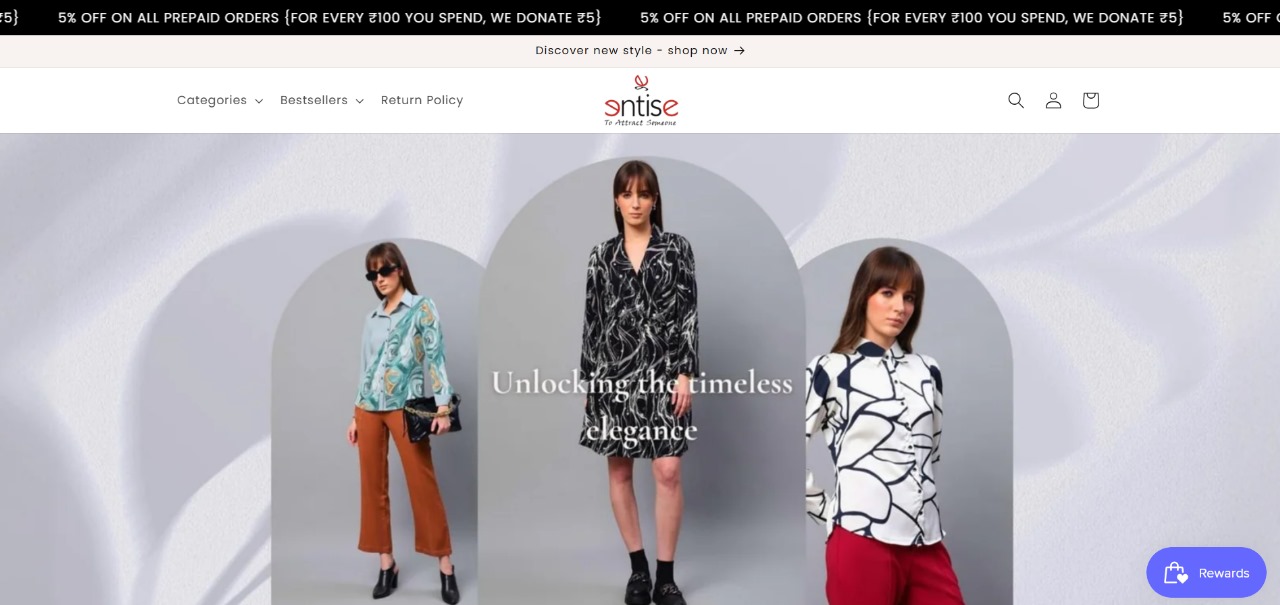 ₹5} 5% OFF ON ALL PREPAID ORDERS {FOR EVERY ₹100 YOU SPEND, WE DONATE ₹5} 5% OFF ON ALL PREPAID ORDERS {FOR EVERY ₹100 YOU SPEND, WE DONATE ₹5} 5% OFF
Discover new style - shop now →
Categories Bestsellers Return Policy
entise
To Attract Someone
Unlocking the timeless
elegance
Rewards